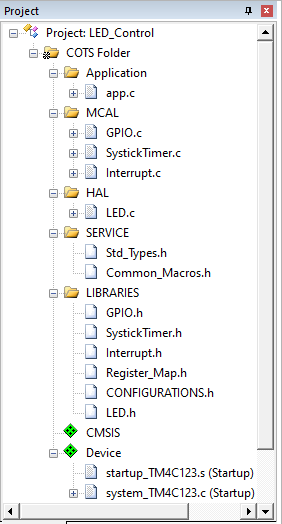 Project
Project: LED_Control
COTS Folder
Application
app.c
MCAL
GPIO.c
SystickTimer.c
Interrupt.c
HAL
LED.c
SERVICE
Std_Types.h
Common_Macros.h
LIBRARIES
GPIO.h
SystickTimer.h
Interrupt.h
Register_Map.h
CONFIGURATIONS.h
LED.h
CMSIS
Device
startup_TM4C123.s (Startup)
system_TM4C123.c (Startup)